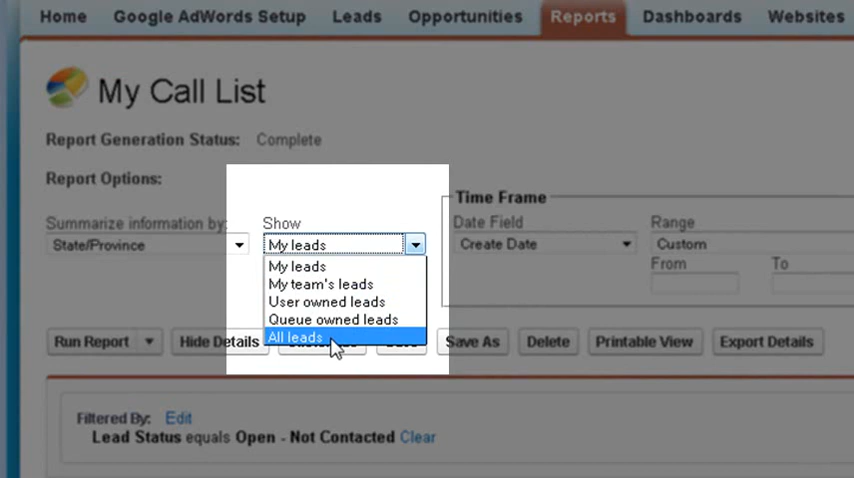 Home Google AdWords Setup Leads Opportunities Reports Dashboards Websites
My Call List
Report Generation Status: Complete
Report Options:
Time Frame
Summarize information by: Show Date Field Range
State/Province My leads Create Date Custom
My leads From To
My team's leads
User owned leads
Queue owned leads
All leads
Run Report Hide Details Save As Delete Printable View Export Details
Filtered By: Edit
Lead Status equals Open - Not Contacted Clear